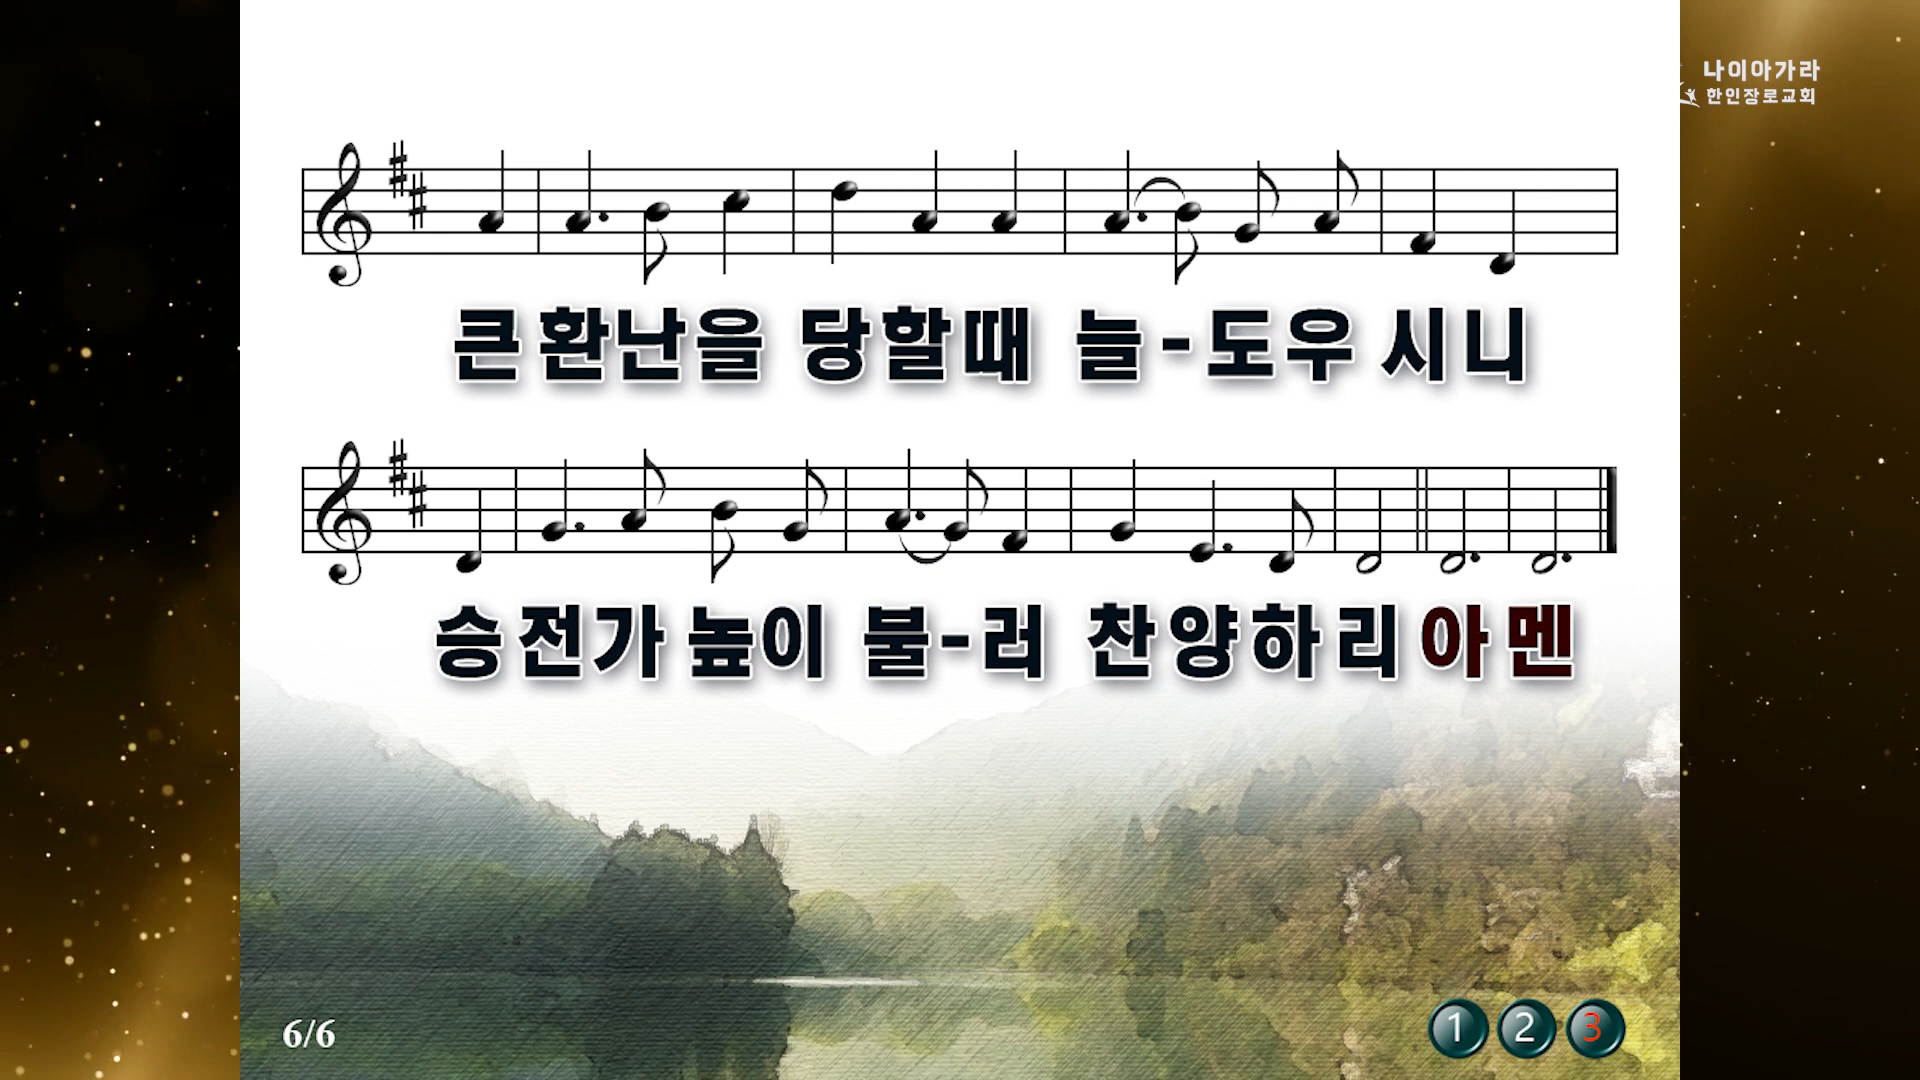 나이아가라
한인장로교회
큰환난을 당할때 늘-도우 시니
승전가 높이 불-러 찬양하리 아멘
6/6
1 2 3